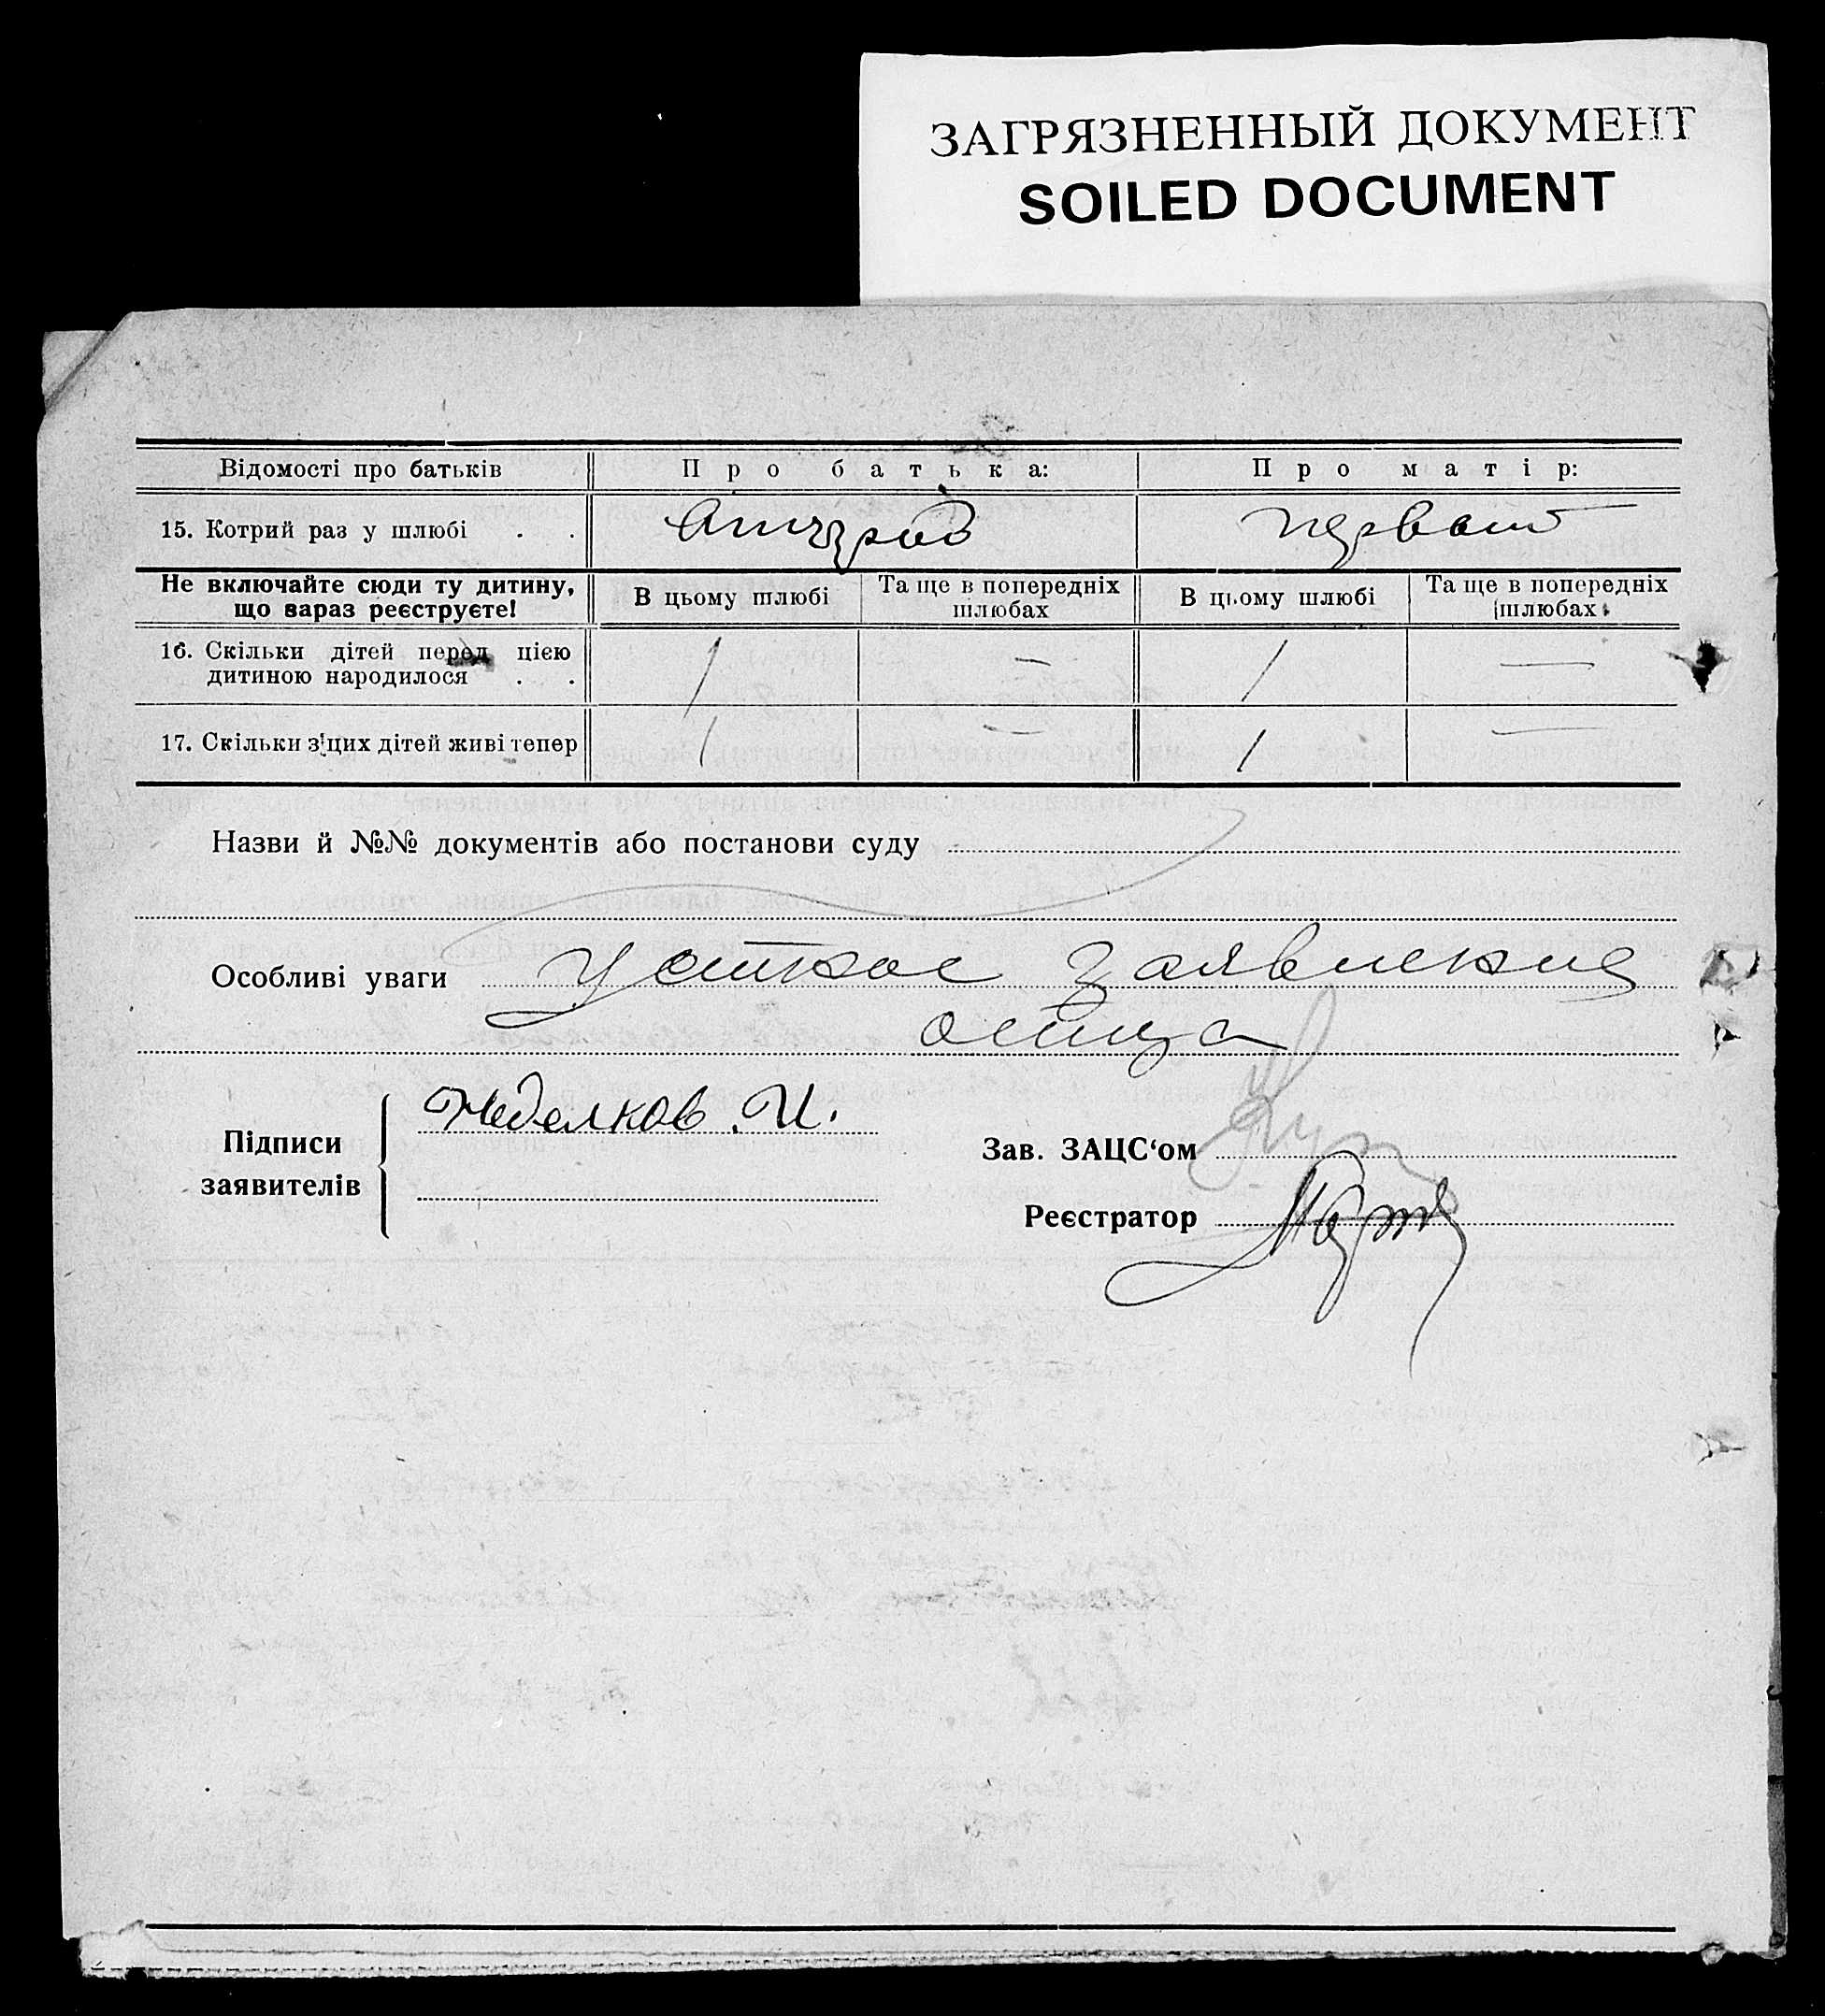 ЗАГРЯЗНЕННЫЙ ДОКУМЕНТ
SOILED DOCUMENT
Відомості про батьків Про батька: Про матір:
15. Котрий раз у шлюбі . . первый
Не включайте сюди ту дитину, що зараз реєструєте! В цьому шлюбі Та ще в попередніх шлюбах В цьому шлюбі Та ще в попередніх шлюбах
16. Скільки дітей перед цією 1 — 1 —
дитиною народилося . .
17. Скільки з цих дітей живі тепер 1 — 1 —
Назви й №№ документів або постанови суду
Особливі уваги Устное заявление
отца
Неделков И.
Підписи заявителів
Зав. ЗАЦС‘ом
Реєстратор